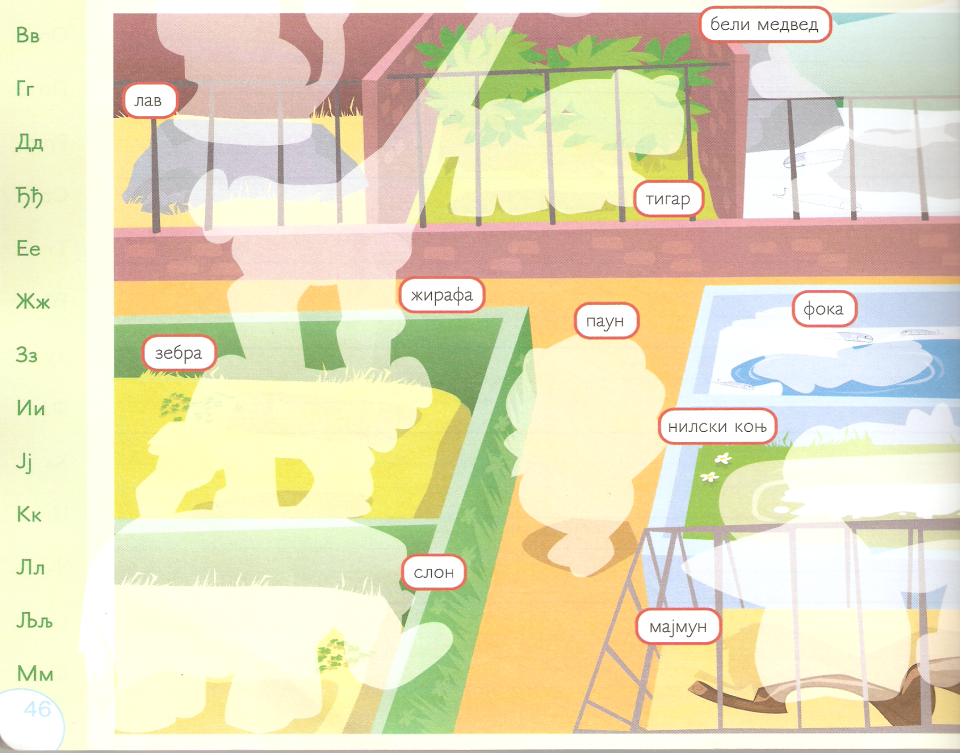 Вв
Гг
Дд
Ђђ
Ее
Жж
Зз
Ии
Јј
Кк
Лл
Љљ
Мм
46
бели медвед
лав
тигар
жирафа
паун
фока
зебра
нилски коњ
слон
мајмун